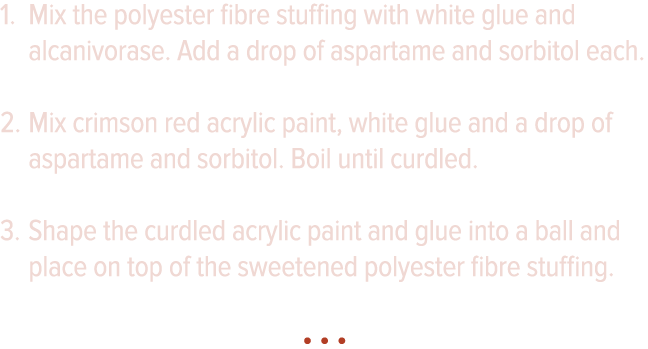 1. Mix the polyester fibre stuffing with white glue and
alcanivorase. Add a drop of aspartame and sorbitol each.
2. Mix crimson red acrylic paint, white glue and a drop of
aspartame and sorbitol. Boil until curdled.
3. Shape the curdled acrylic paint and glue into a ball and
place on top of the sweetened polyester fibre stuffing.
• • •